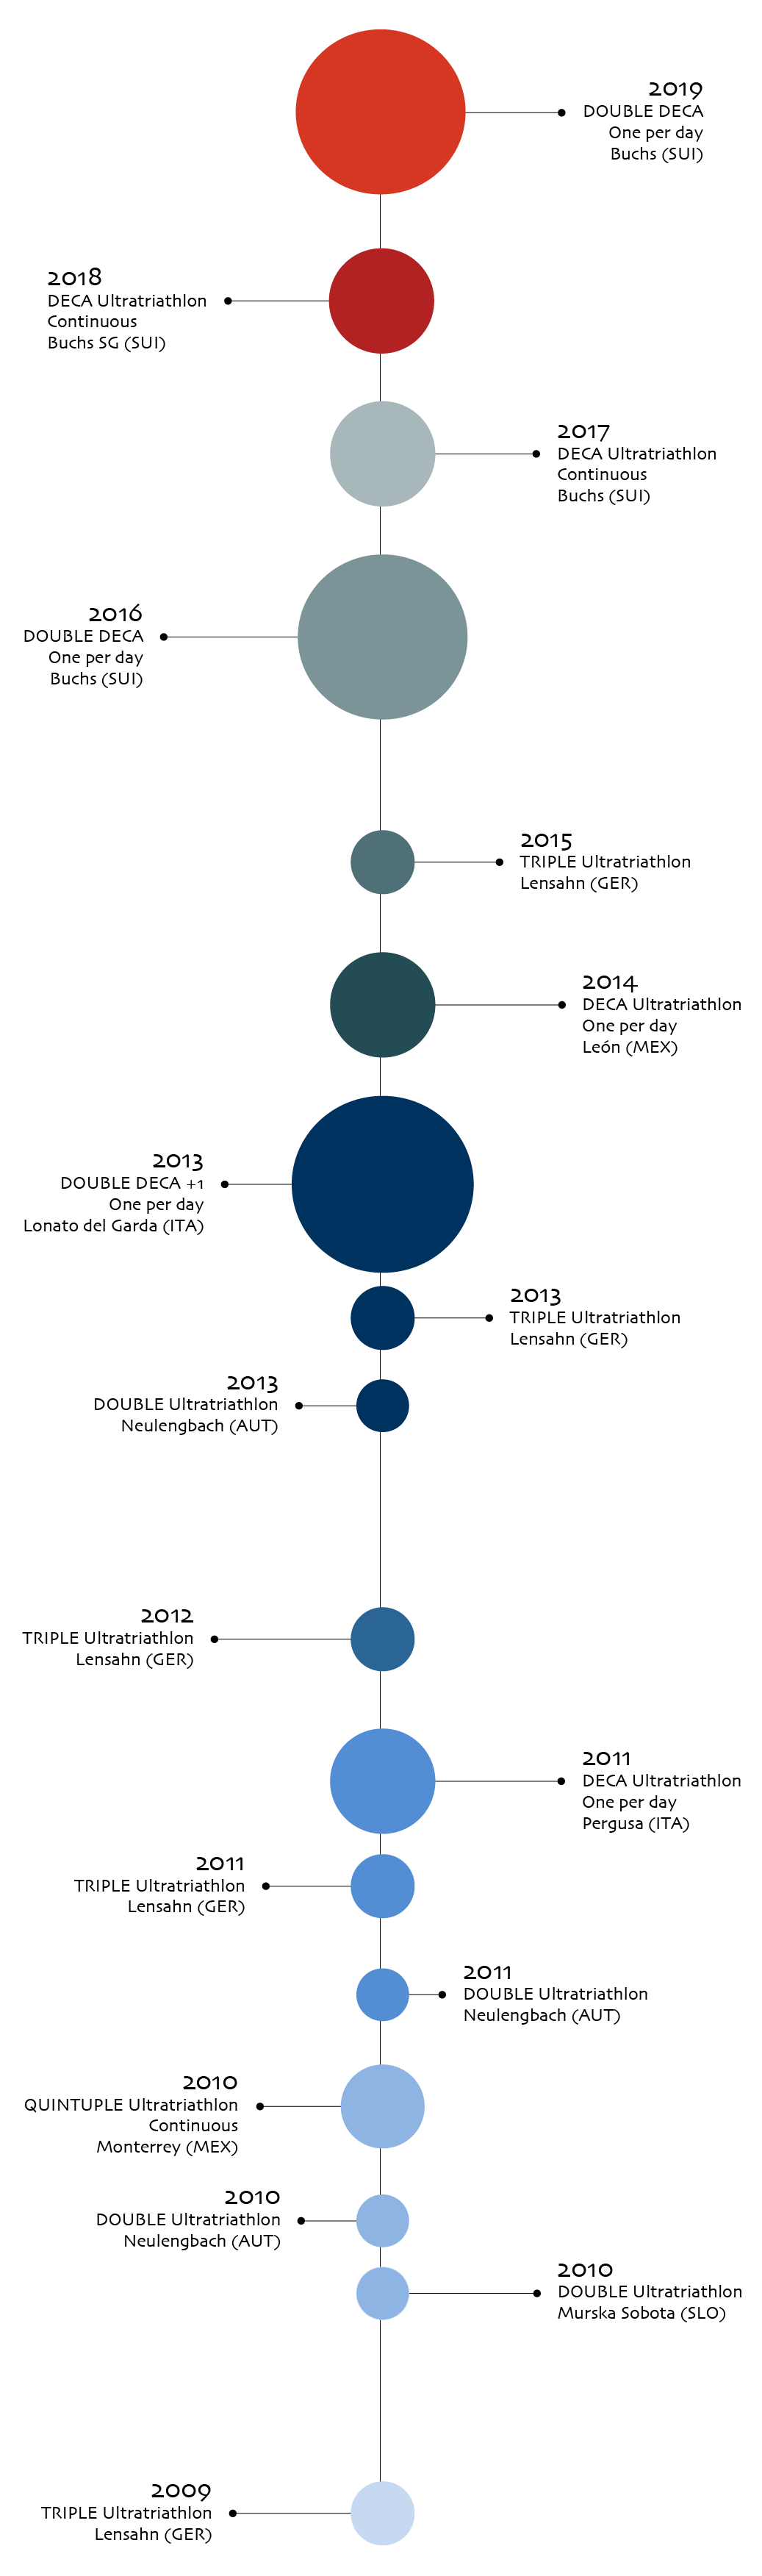 2019
DOUBLE DECA
One per day
Buchs (SUI)
2018
DECA Ultratriathlon
Continuous
Buchs SG (SUI)
2017
DECA Ultratriathlon
Continuous
Buchs (SUI)
2016
DOUBLE DECA
One per day
Buchs (SUI)
2015
TRIPLE Ultratriathlon
Lensahn (GER)
2014
DECA Ultratriathlon
One per day
León (MEX)
2013
DOUBLE DECA +1
One per day
Lonato del Garda (ITA)
2013
TRIPLE Ultratriathlon
Lensahn (GER)
2013
DOUBLE Ultratriathlon
Neulengbach (AUT)
2012
TRIPLE Ultratriathlon
Lensahn (GER)
2011
DECA Ultratriathlon
One per day
Pergusa (ITA)
2011
TRIPLE Ultratriathlon
Lensahn (GER)
2011
DOUBLE Ultratriathlon
Neulengbach (AUT)
2010
QUINTUPLE Ultratriathlon
Continuous
Monterrey (MEX)
2010
DOUBLE Ultratriathlon
Neulengbach (AUT)
2010
DOUBLE Ultratriathlon
Murska Sobota (SLO)
2009
TRIPLE Ultratriathlon
Lensahn (GER)